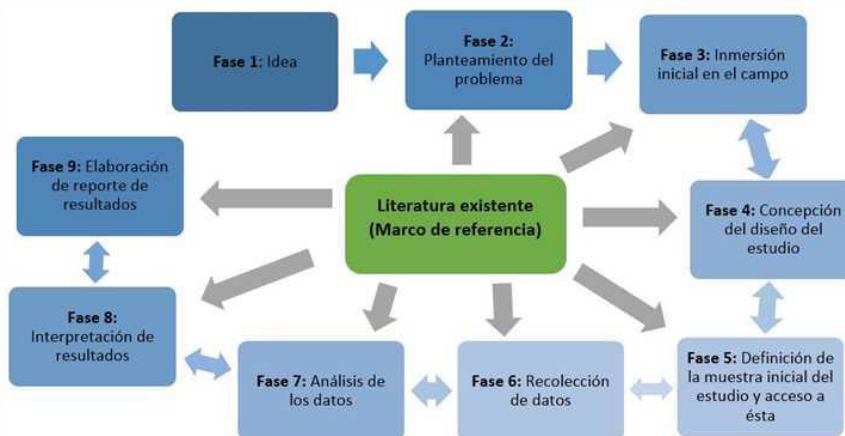 Fase 1: Idea
Fase 2:
Planteamiento del
problema
Fase 3: Inmersión
inicial en el campo
Fase 9: Elaboración
de reporte de
resultados
Literatura existente
(Marco de referencia)
Fase 4: Concepción
del diseño del
estudio
Fase 8:
Interpretación de
resultados
Fase 7: Análisis de
los datos
Fase 6: Recolección
de datos
Fase 5: Definición de
la muestra inicial del
estudio y acceso a
ésta